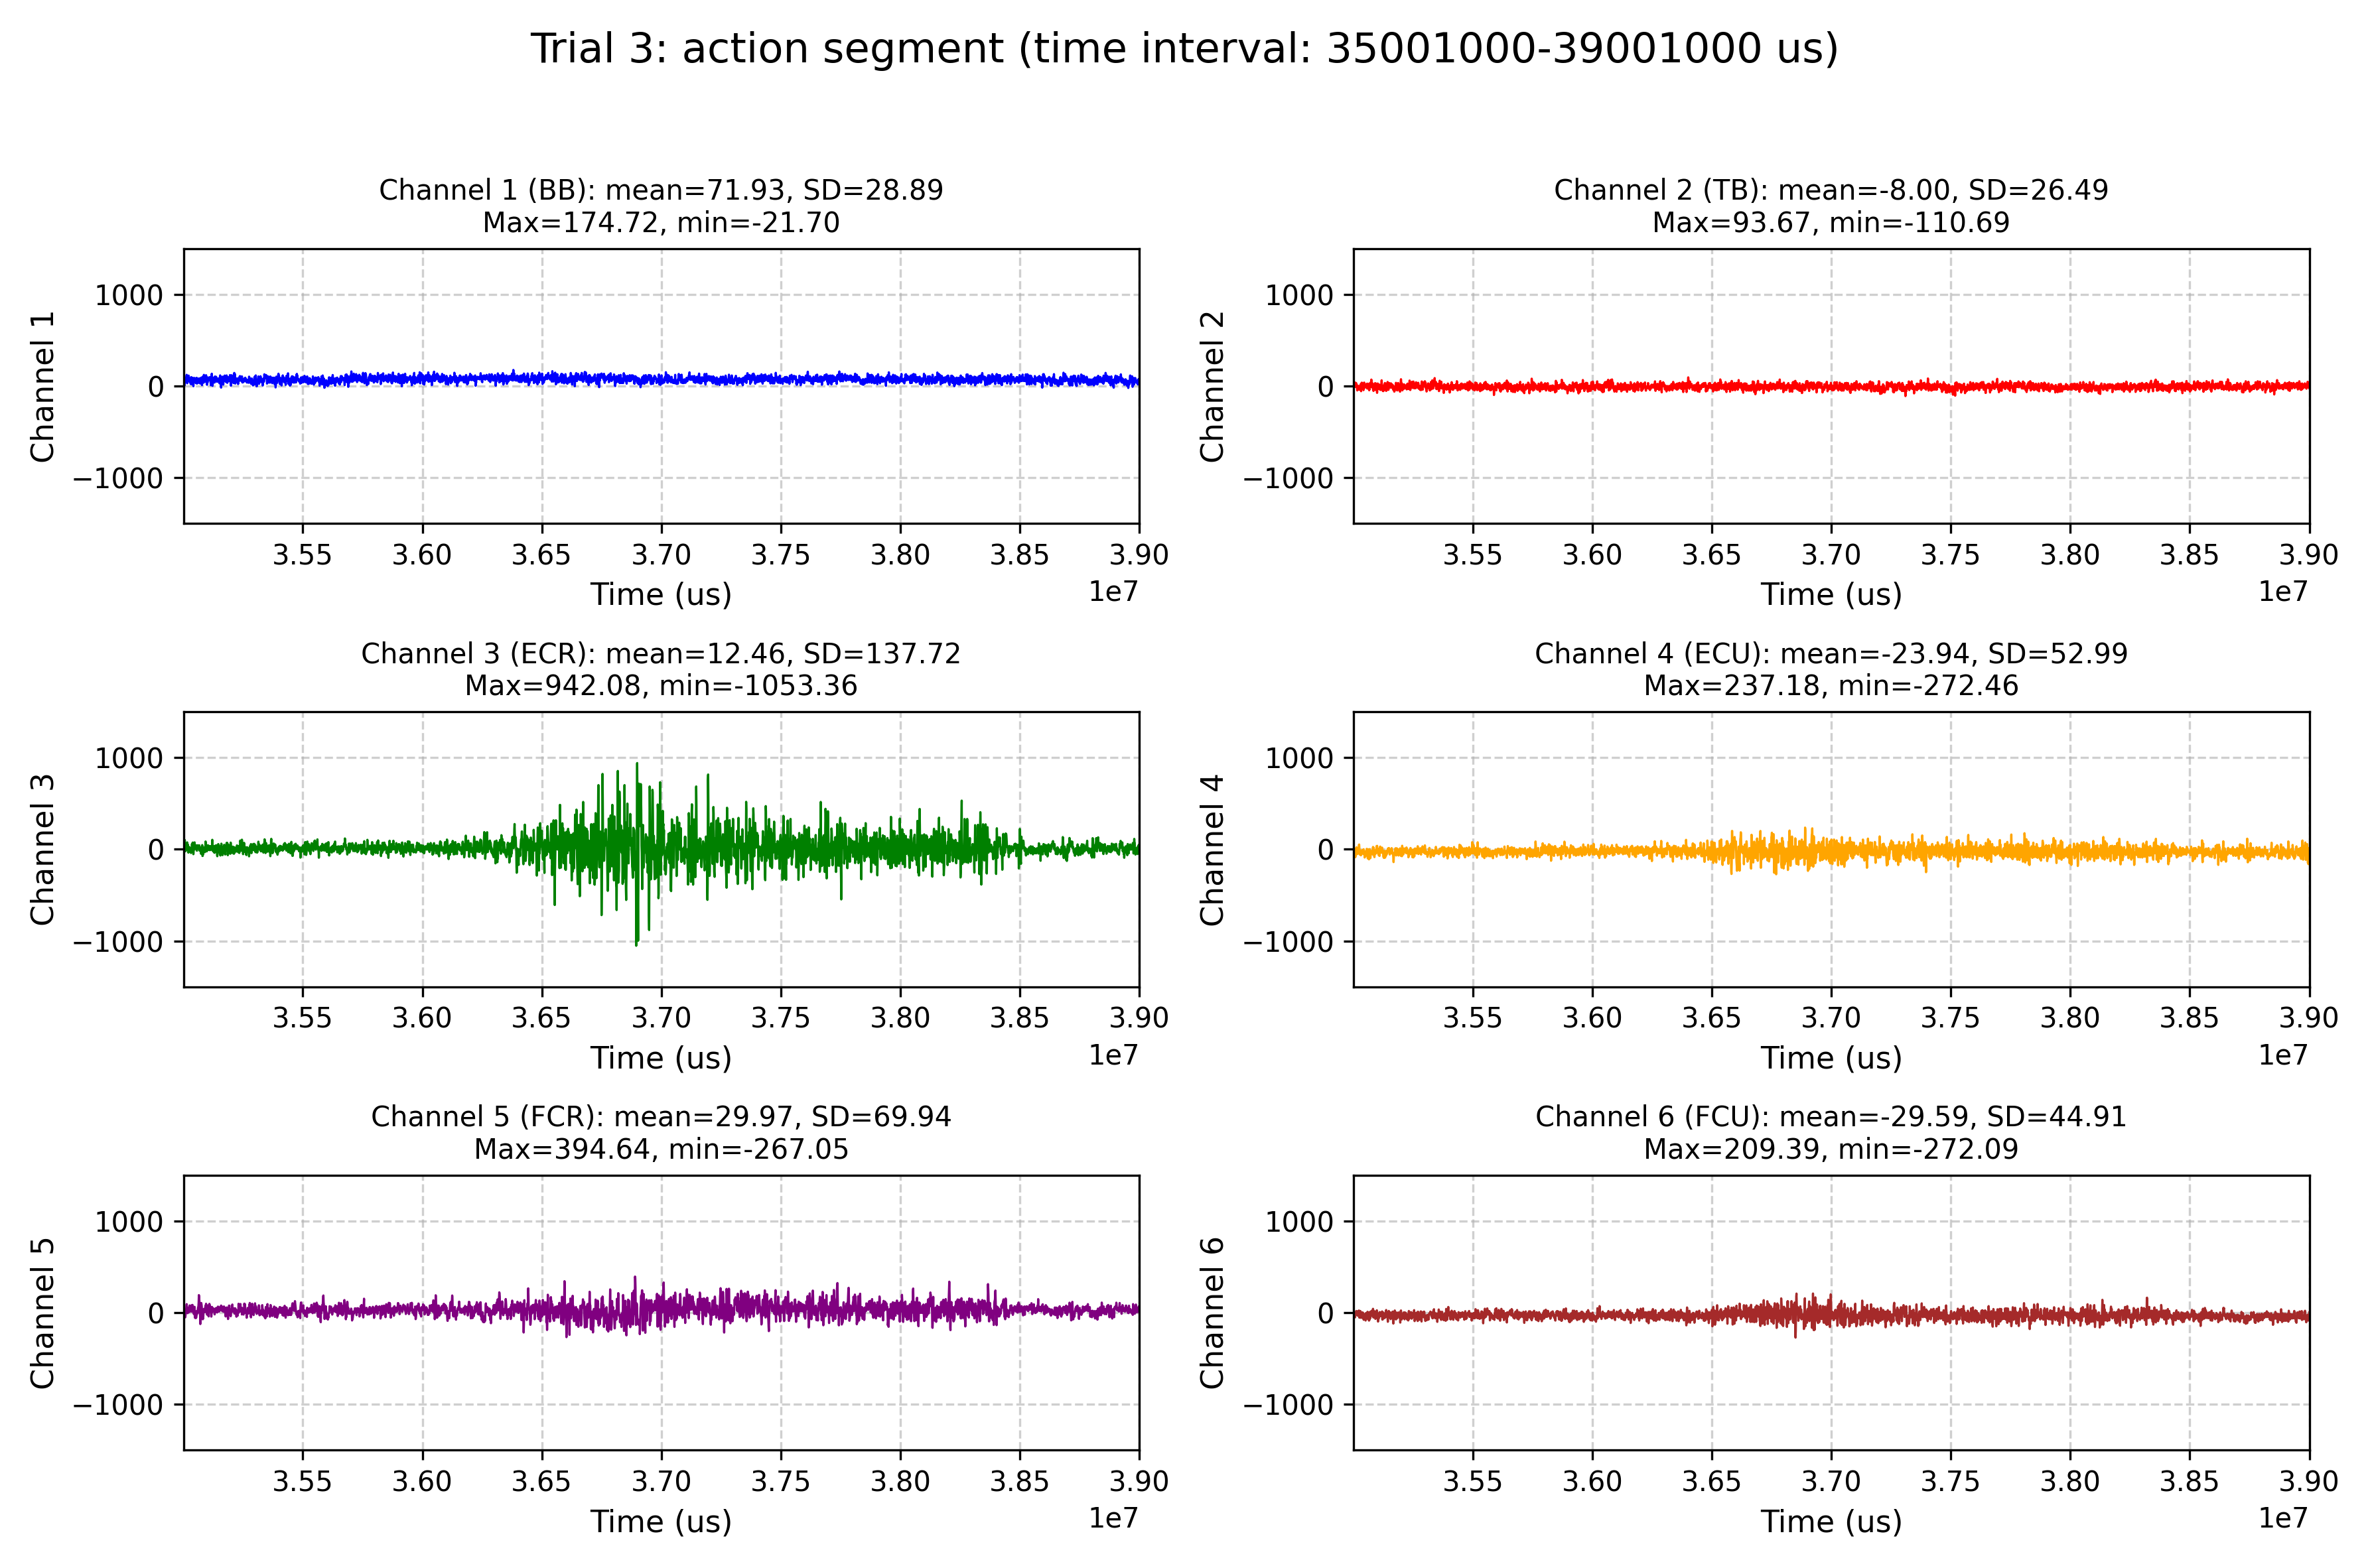 Trial 3: action segment (time interval: 35001000-39001000 us)
Channel 1 (BB): mean=71.93, SD=28.89
Max=174.72, min=-21.70
Channel 1
1000
0
−1000
3.55 3.60 3.65 3.70 3.75 3.80 3.85 3.90
Time (us)
1e7
Channel 2 (TB): mean=-8.00, SD=26.49
Max=93.67, min=-110.69
Channel 2
1000
0
−1000
3.55 3.60 3.65 3.70 3.75 3.80 3.85 3.90
Time (us)
1e7
Channel 3 (ECR): mean=12.46, SD=137.72
Max=942.08, min=-1053.36
Channel 3
1000
0
−1000
3.55 3.60 3.65 3.70 3.75 3.80 3.85 3.90
Time (us)
1e7
Channel 4 (ECU): mean=-23.94, SD=52.99
Max=237.18, min=-272.46
Channel 4
1000
0
−1000
3.55 3.60 3.65 3.70 3.75 3.80 3.85 3.90
Time (us)
1e7
Channel 5 (FCR): mean=29.97, SD=69.94
Max=394.64, min=-267.05
Channel 5
1000
0
−1000
3.55 3.60 3.65 3.70 3.75 3.80 3.85 3.90
Time (us)
1e7
Channel 6 (FCU): mean=-29.59, SD=44.91
Max=209.39, min=-272.09
Channel 6
1000
0
−1000
3.55 3.60 3.65 3.70 3.75 3.80 3.85 3.90
Time (us)
1e7